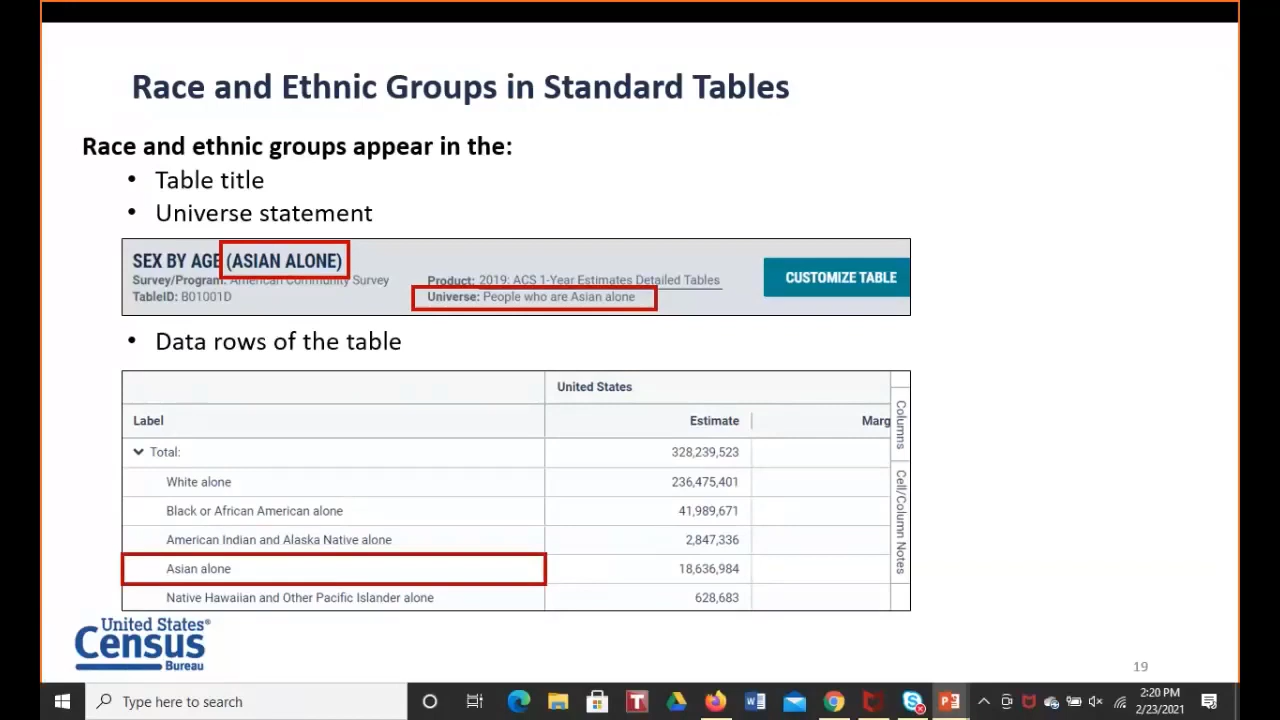 Race and Ethnic Groups in Standard Tables
Race and ethnic groups appear in the:
• Table title
• Universe statement
SEX BY AGE (ASIAN ALONE)
Survey/Program: American Community Survey
TableID: B01001D
Product: 2019: ACS 1-Year Estimates Detailed Tables
Universe: People who are Asian alone
CUSTOMIZE TABLE
• Data rows of the table
United States
Label Estimate Marg
Total: 328,239,523
White alone 236,475,401
Black or African American alone 41,989,671
American Indian and Alaska Native alone 2,847,336
Asian alone 18,636,984
Native Hawaiian and Other Pacific Islander alone 628,683
Columns
Cell/Column Notes
United States®
Census
Bureau
19
Type here to search
2:20 PM
2/23/2021